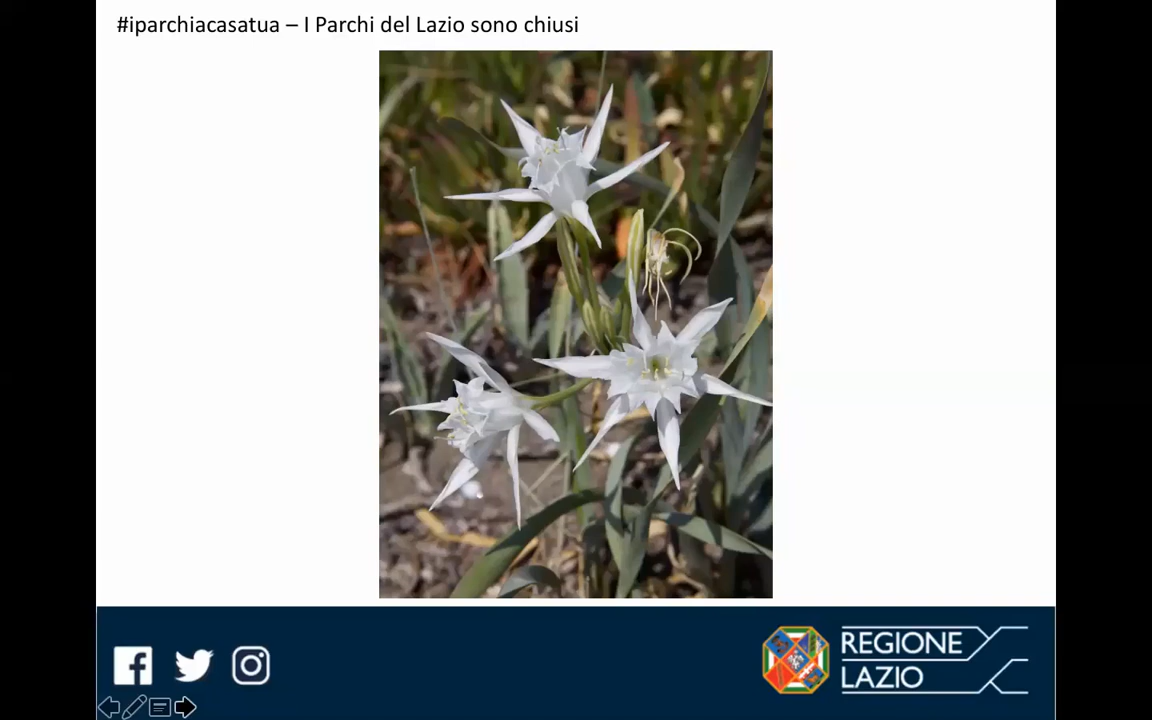 #iparchiacasatua – I Parchi del Lazio sono chiusi
REGIONE
LAZIO